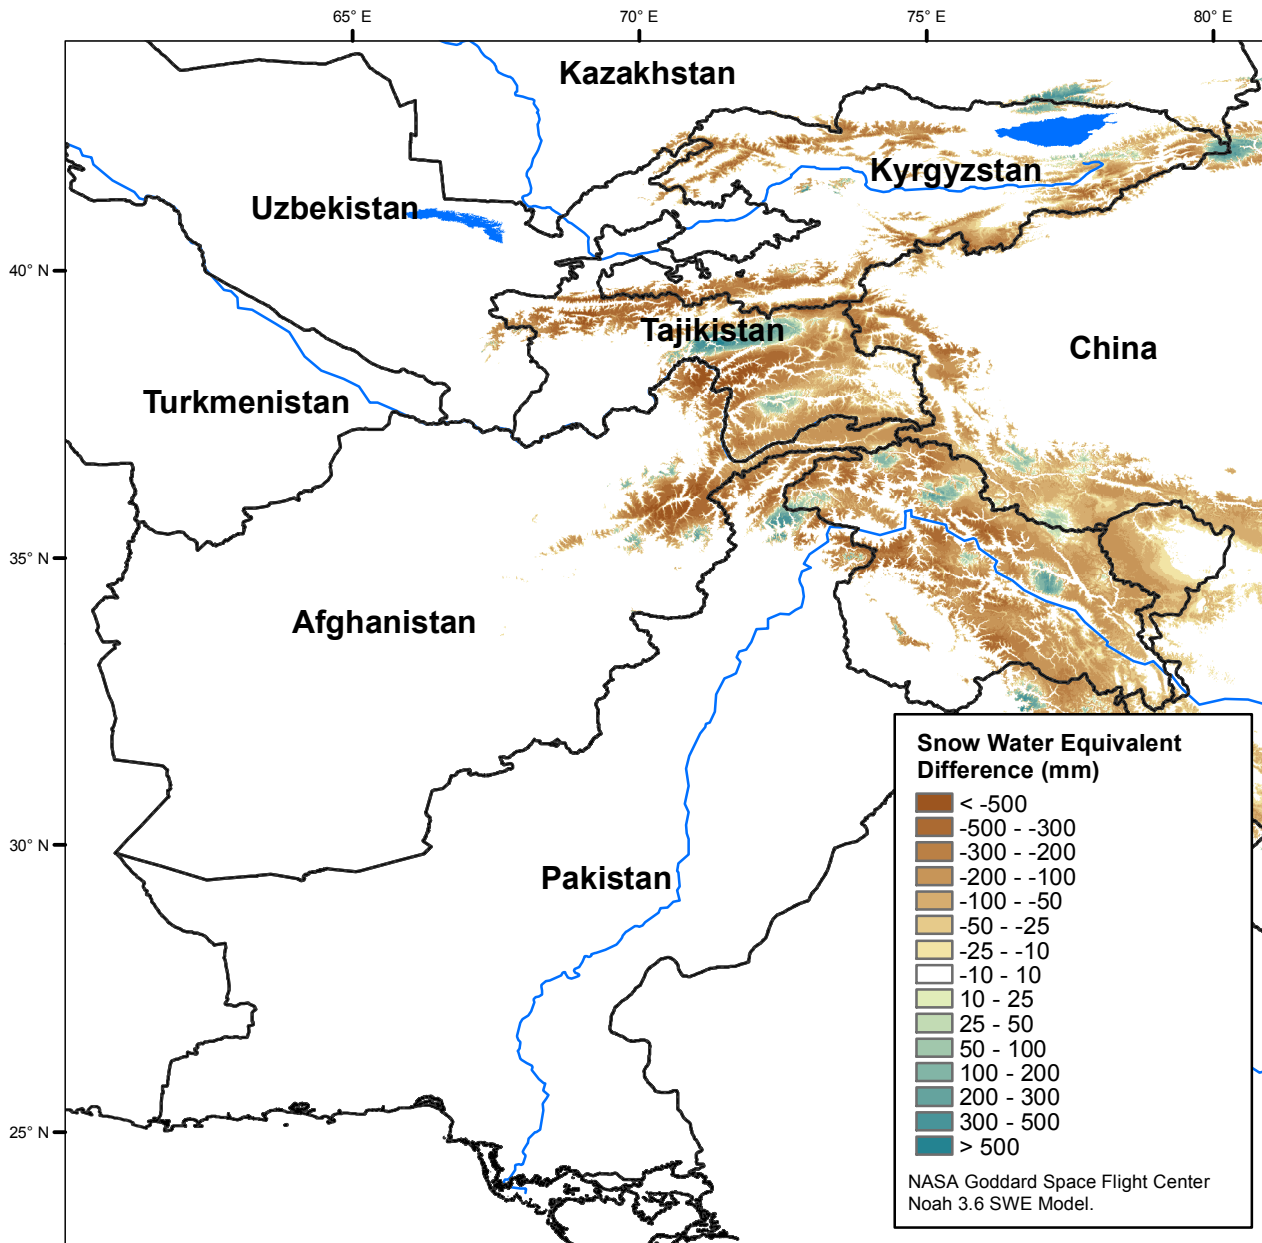 65° E
70° E
75° E
80° E
Kazakhstan
Kyrgyzstan
Uzbekistan
40° N
Tajikistan
China
Turkmenistan
35° N
Afghanistan
30° N
Pakistan
25° N
Snow Water Equivalent
Difference (mm)
< -500
-500 - -300
-300 - -200
-200 - -100
-100 - -50
-50 - -25
-25 - -10
-10 - 10
10 - 25
25 - 50
50 - 100
100 - 200
200 - 300
300 - 500
> 500
NASA Goddard Space Flight Center
Noah 3.6 SWE Model.